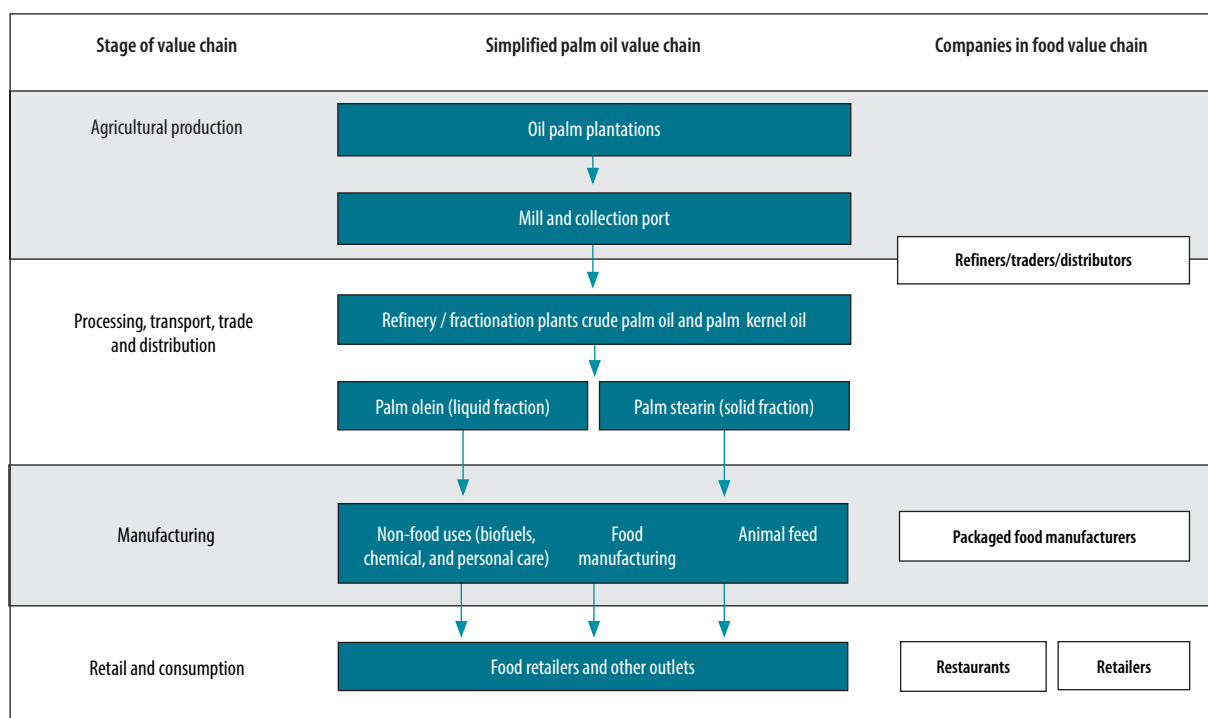 Stage of value chain
Simplified palm oil value chain
Companies in food value chain
Agricultural production
Oil palm plantations
Mill and collection port
Refiners/traders/distributors
Processing, transport, trade
and distribution
Refinery / fractionation plants crude palm oil and palm kernel oil
Palm olein (liquid fraction)
Palm stearin (solid fraction)
Manufacturing
Non-food uses (biofuels,
chemical, and personal care)
Food
manufacturing
Animal feed
Packaged food manufacturers
Retail and consumption
Food retailers and other outlets
Restaurants
Retailers